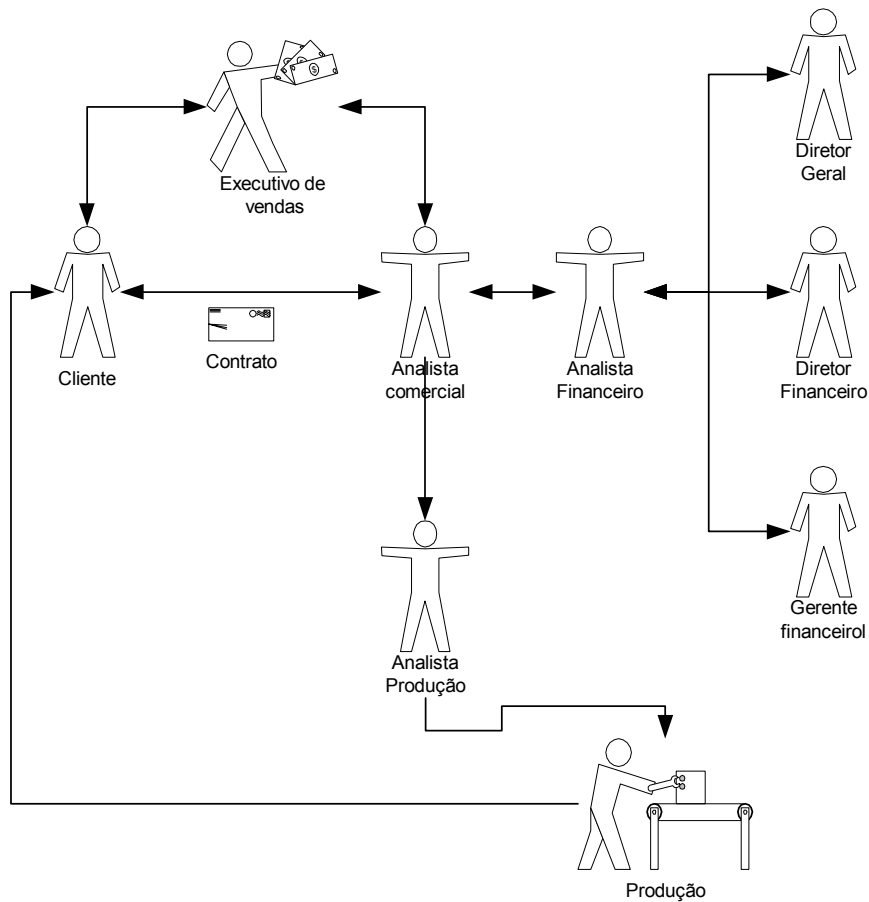 Diretor
Geral
Executivo de
vendas
Cliente
Contrato
Analista
comercial
Analista
Financeiro
Diretor
Financeiro
Analista
Produção
Gerente
financeirol
Produção